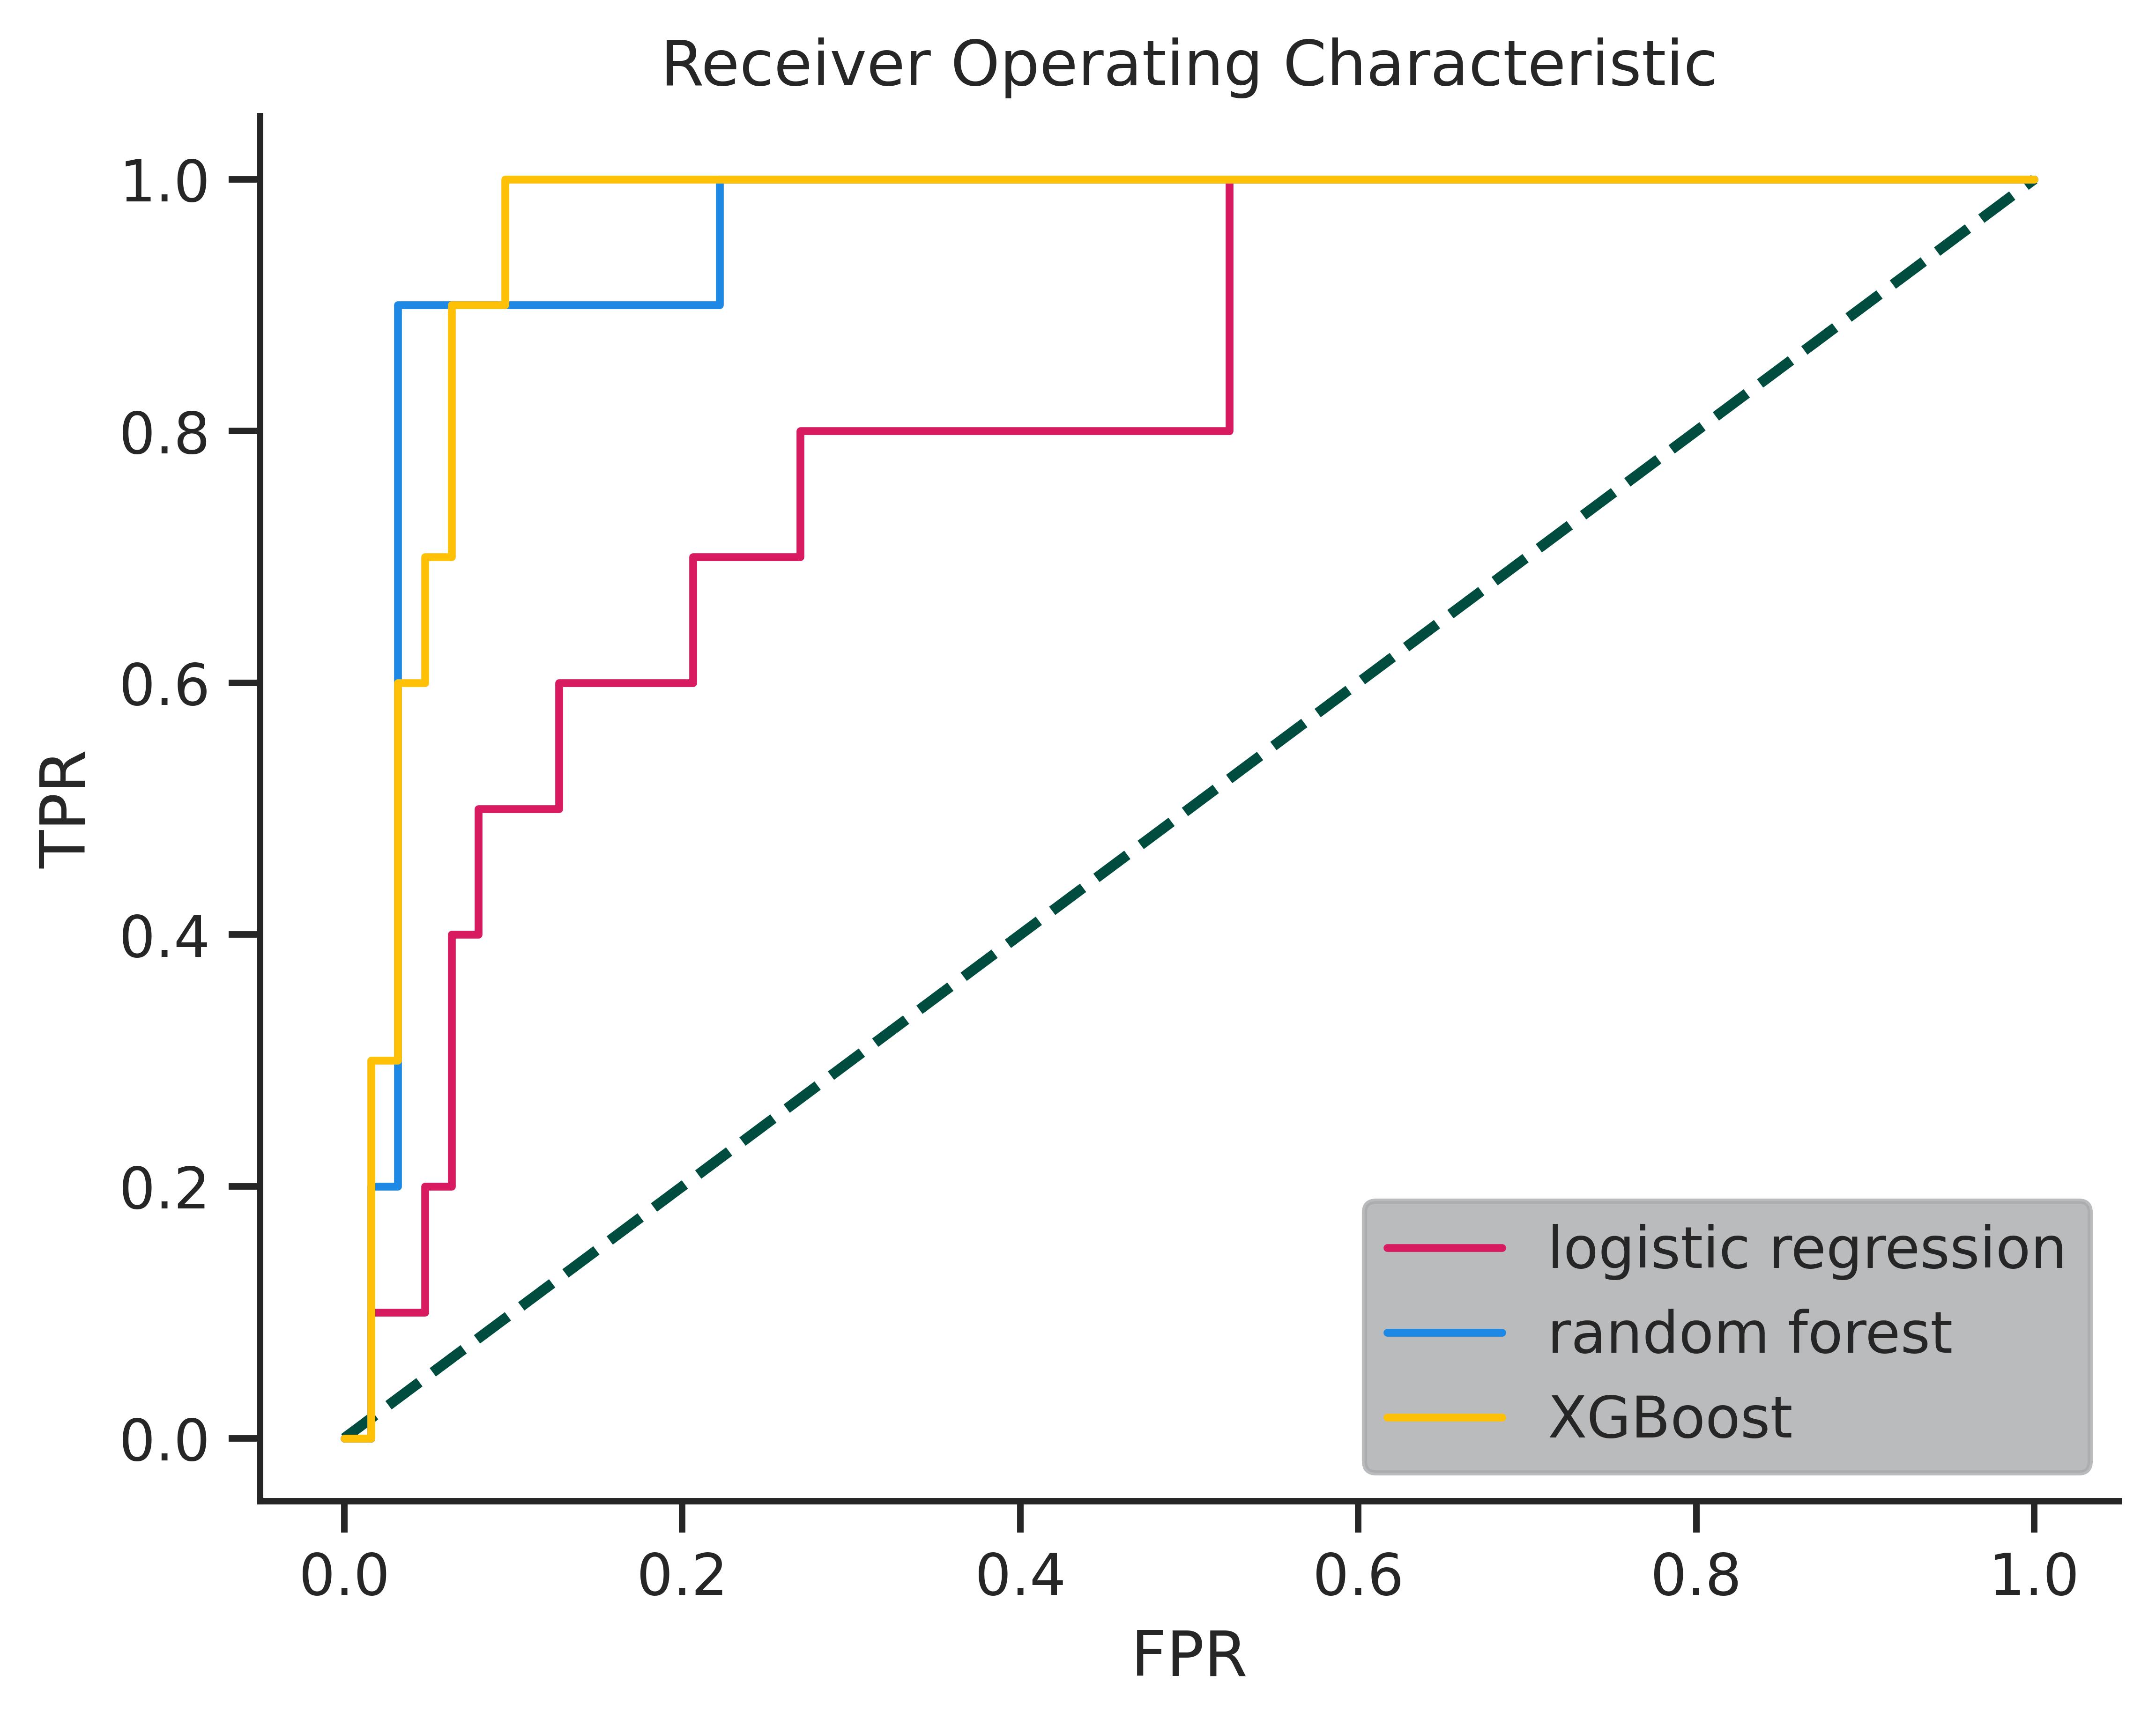 Receiver Operating Characteristic
1.0
0.8
0.6
0.4
0.2
0.0
TPR
0.0 0.2 0.4 0.6 0.8 1.0
FPR
logistic regression
random forest
XGBoost